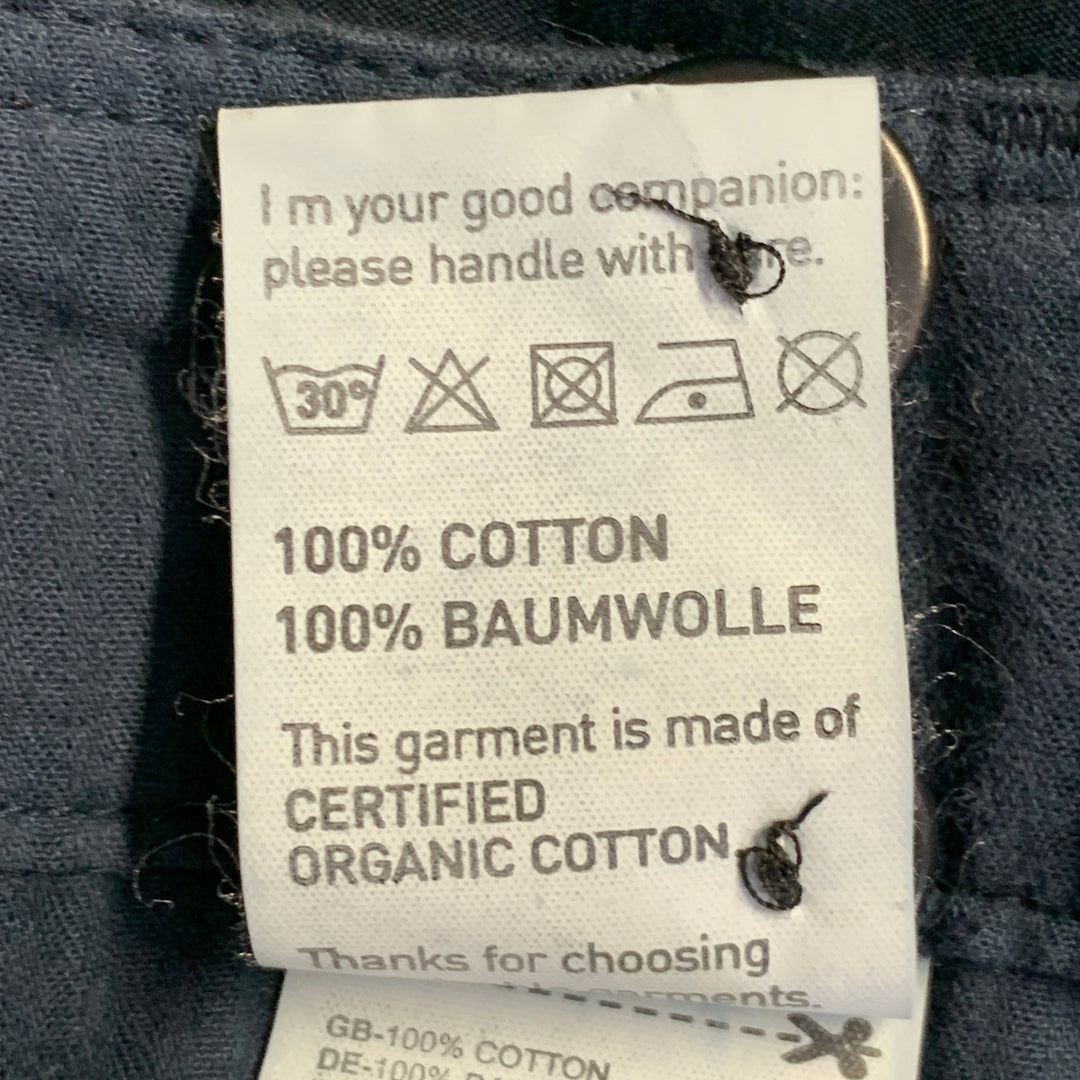 I m your good companion:
please handle with
30°
100% COTTON
100% BAUMWOLLE
This garment is made of
CERTIFIED
ORGANIC COTTON
Thanks for choosing
GB-100% COTTON
DE-100%